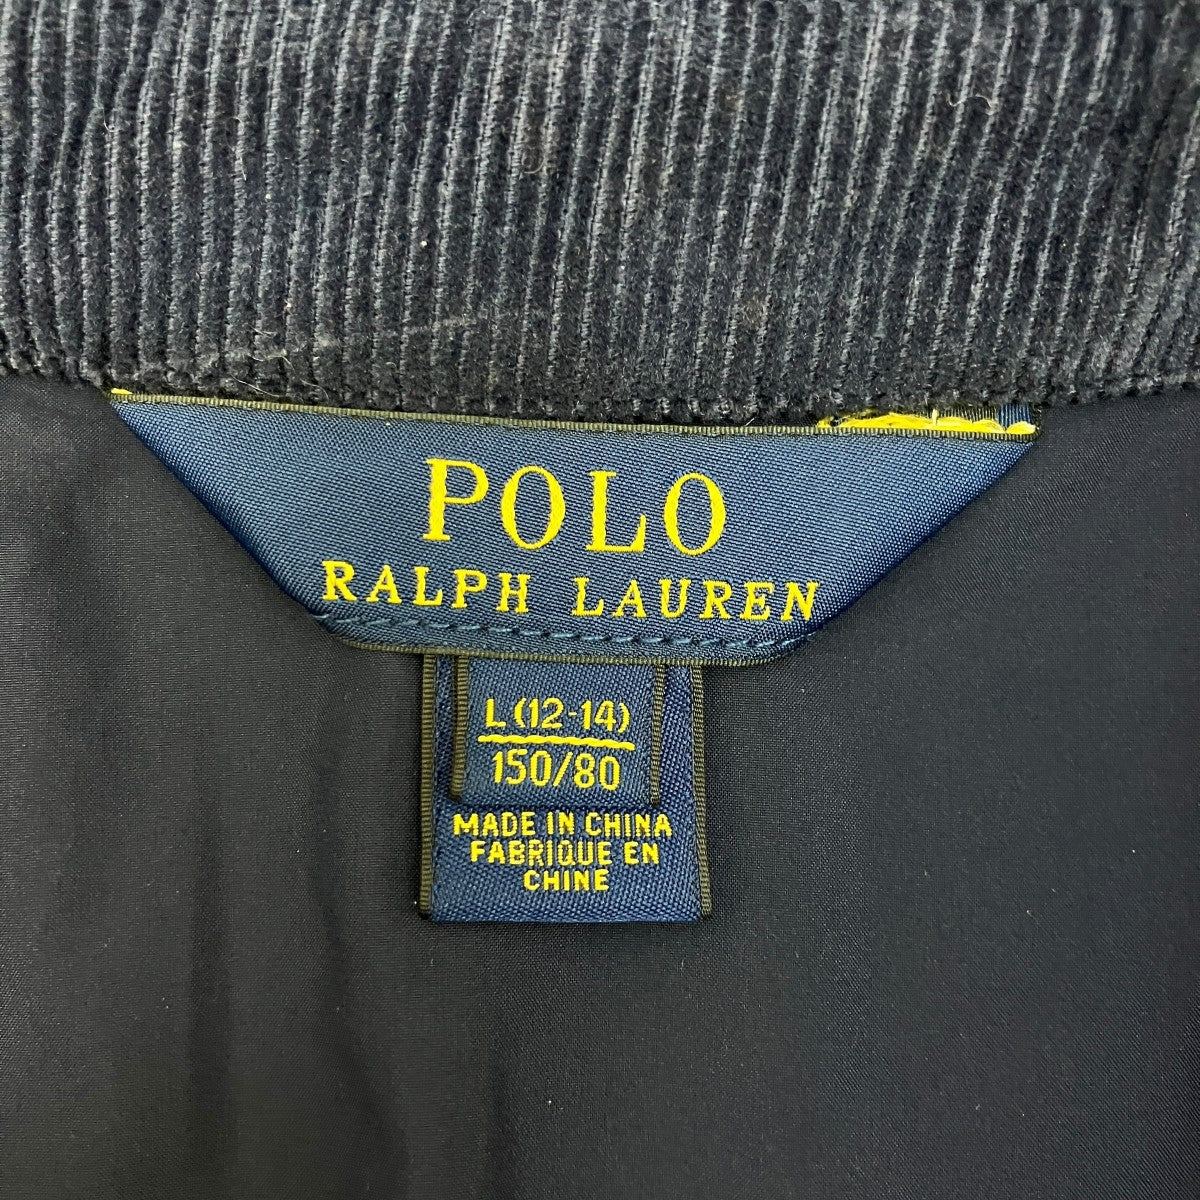 POLO
RALPH LAUREN
L (12-14)
150/80
MADE IN CHINA
FABRIQUE EN
CHINE